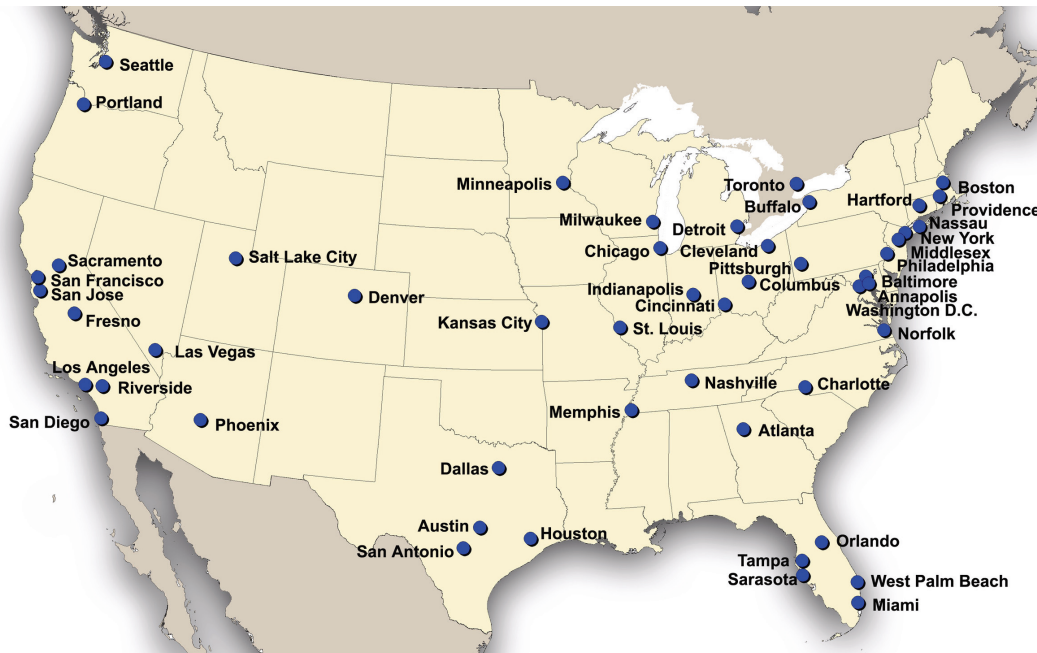 Seattle
Portland
Minneapolis
Toronto
Boston
Buffalo
Hartford
Providence
Milwaukee
Detroit
Nassau
New York
Chicago
Cleveland
Middlesex
Salt Lake City
Sacramento
Pittsburgh
Philadelphia
San Francisco
Columbus
Baltimore
San Jose
Denver
Indianapolis
Annapolis
Cincinnati
Washington D.C.
Fresno
Kansas City
St. Louis
Norfolk
Las Vegas
Los Angeles
Riverside
Nashville
Charlotte
Memphis
San Diego
Phoenix
Atlanta
Dallas
Austin
Houston
San Antonio
Orlando
Tampa
Sarasota
West Palm Beach
Miami